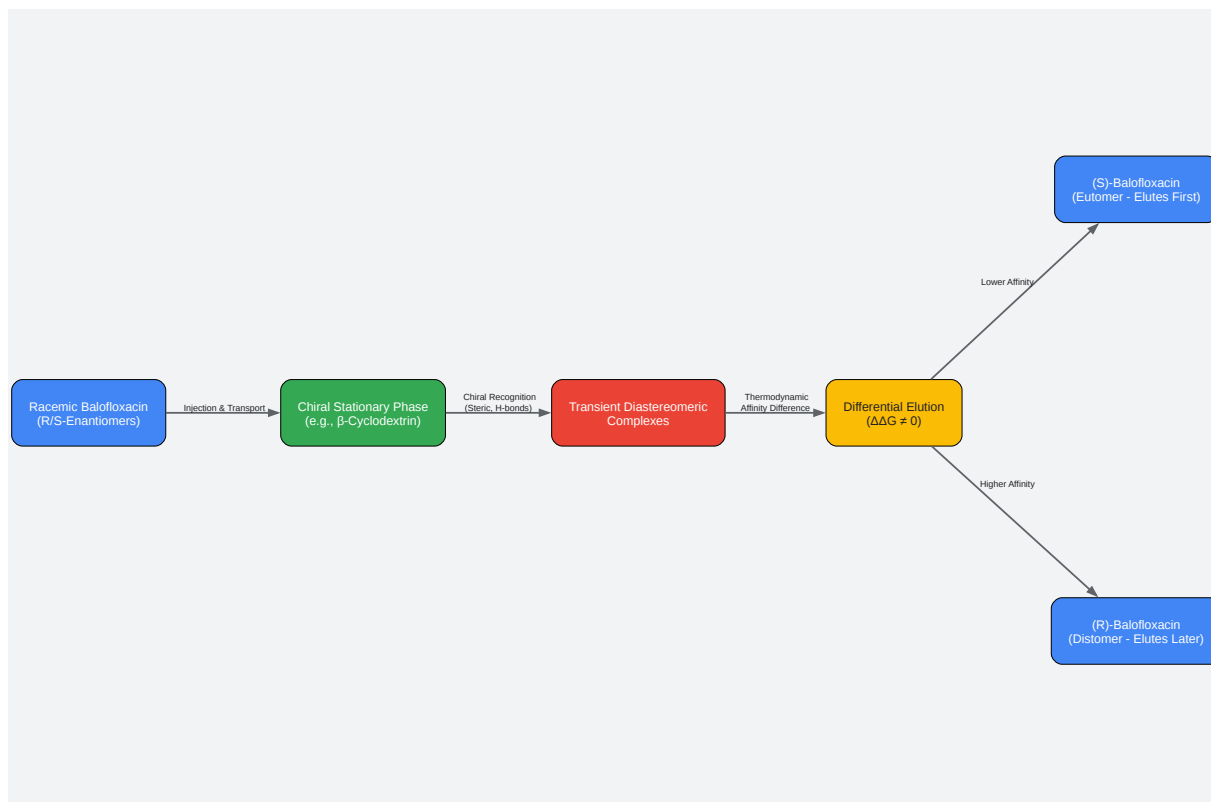 Racemic Balofloxacin
(R/S-Enantiomers)
Injection & Transport
Chiral Stationary Phase
(e.g., β-Cyclodextrin)
Chiral Recognition
(Steric, H-bonds)
Transient Diastereomeric
Complexes
Thermodynamic
Affinity Difference
Differential Elution
(ΔΔG ≠ 0)
Lower Affinity
(S)-Balofloxacin
(Eutomer - Elutes First)
Higher Affinity
(R)-Balofloxacin
(Distomer - Elutes Later)